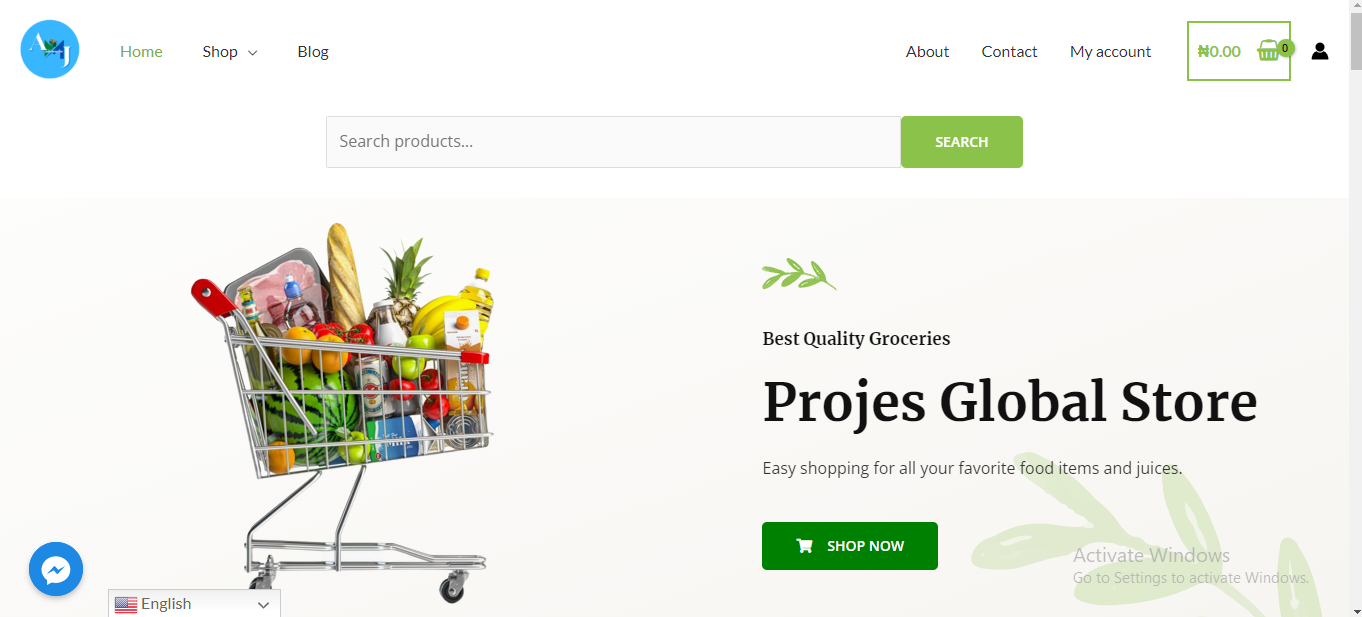 Home
Shop
Blog
About
Contact
My account
₦0.00
0
Search products...
SEARCH
Best Quality Groceries
Projes Global Store
Easy shopping for all your favorite food items and juices.
SHOP NOW
Activate Windows
Go to Settings to activate Windows.
English